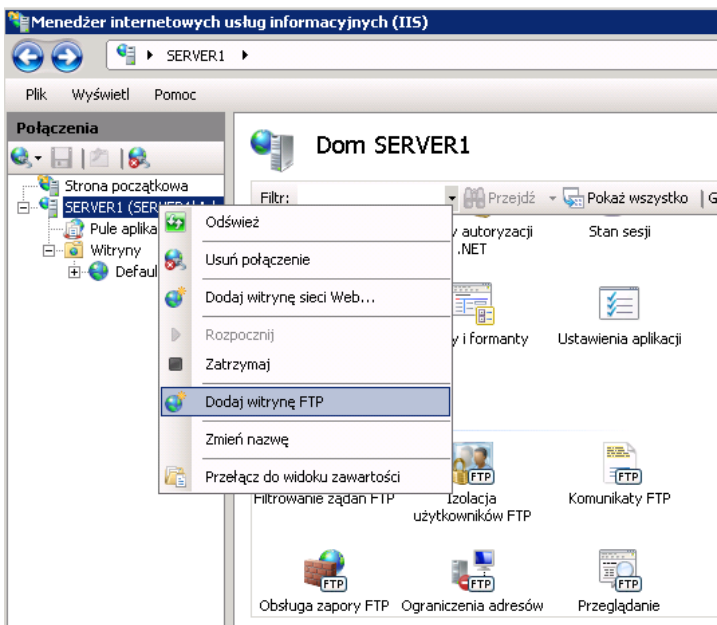 Menedżer internetowych usług informacyjnych (IIS)
SERVER1
Plik Wyświetl Pomoc
Połączenia
Strona początkowa
SERVER1
Pule aplika
Witryny
Defaul
Dom SERVER1
Filtr: Przejdź Pokaż wszystko G
Odśwież
Usuń połączenie
Dodaj witrynę sieci Web...
Rozpocznij
Zatrzymaj
Dodaj witrynę FTP
Zmień nazwę
Przełącz do widoku zawartości
y autoryzacji
.NET
Stan sesji
y i formanty
Ustawienia aplikacji
FTP
FTP
Filtrowanie żądań FTP
Izolacja
użytkowników FTP
Komunikaty FTP
FTP
FTP
FTP
Obsługa zapory FTP
Ograniczenia adresów
Przeglądanie